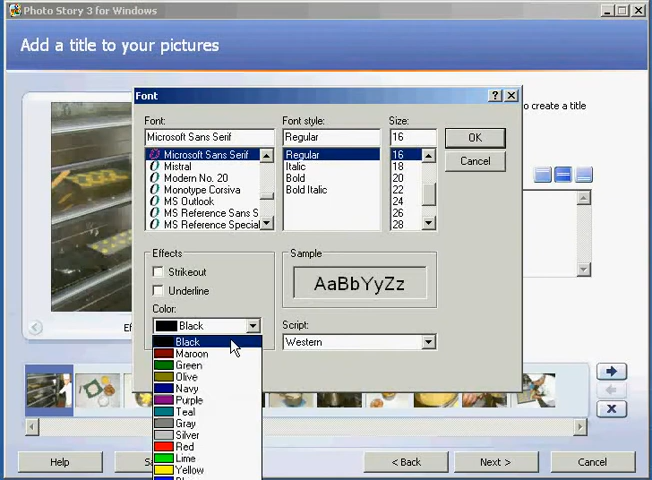 Photo Story 3 for Windows
Add a title to your pictures
Font
o create a title
Font:
Font style:
Size:
Microsoft Sans Serif
Regular
16
OK
Microsoft Sans Serif
Mistral
Modern No. 20
Monotype Corsiva
MS Outlook
MS Reference Sans S
MS Reference Special
Regular
Italic
Bold
Bold Italic
16
18
20
22
24
26
28
Cancel
Effects
Strikeout
Underline
Color:
Black
Sample
AaBbYyZz
Script:
Western
Black
Maroon
Green
Olive
Navy
Purple
Teal
Gray
Silver
Red
Lime
Yellow
Help
< Back
Next >
Cancel